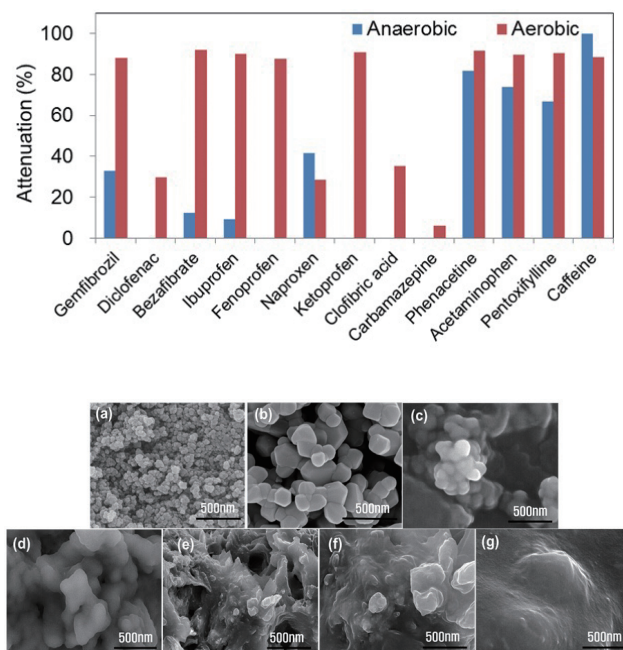 Attenuation (%)
100
80
60
40
20
0
Anaerobic
Aerobic
Gemfibrozil
Diclofenac
Bezafibrate
Ibuprofen
Fenoprofen
Naproxen
Ketoprofen
Clofibric acid
Carbamazepine
Phenacetine
Acetaminophen
Pentoxifylline
Caffeine
(a)
500nm
(b)
500nm
(c)
500nm
(d)
500nm
(e)
500nm
(f)
500nm
(g)
500nm